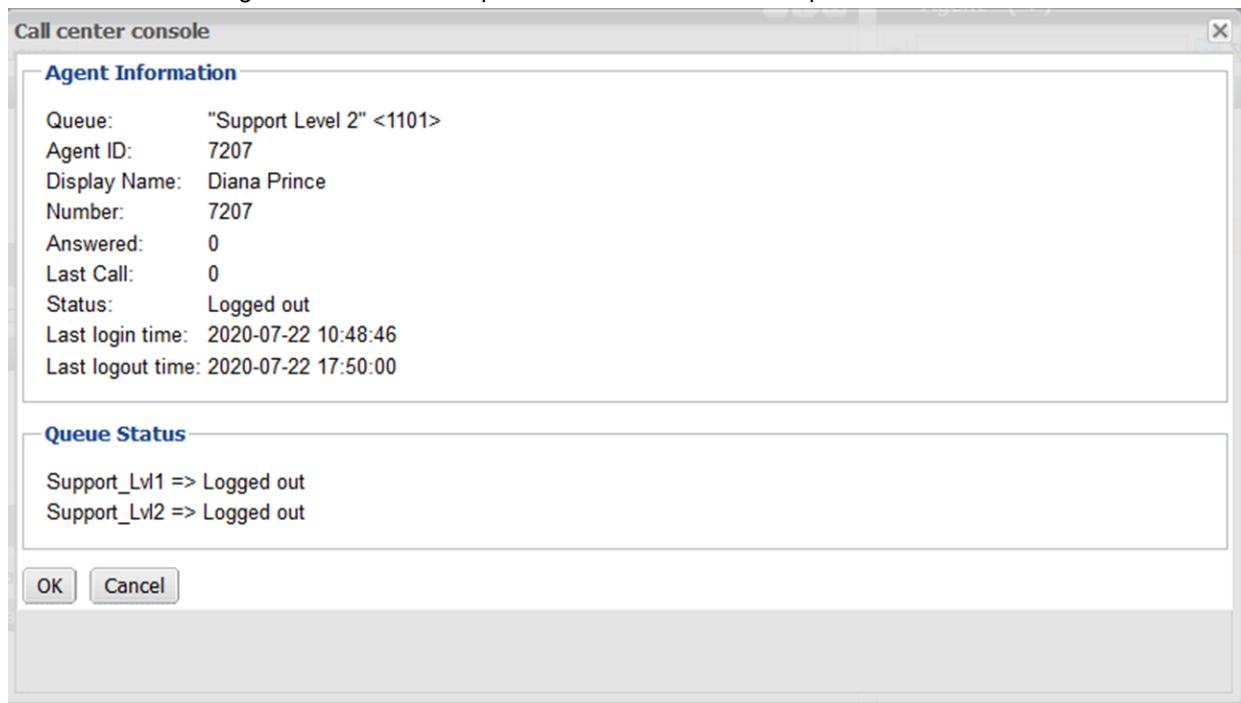 Call center console
Agent Information
Queue: "Support Level 2" <1101>
Agent ID: 7207
Display Name: Diana Prince
Number: 7207
Answered: 0
Last Call: 0
Status: Logged out
Last login time: 2020-07-22 10:48:46
Last logout time: 2020-07-22 17:50:00
Queue Status
Support_Lvl1 => Logged out
Support_Lvl2 => Logged out
OK Cancel